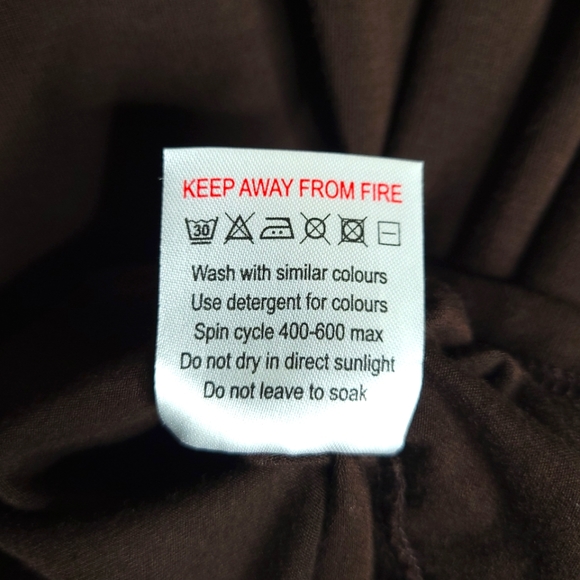 KEEP AWAY FROM FIRE
30
Wash with similar colours
Use detergent for colours
Spin cycle 400-600 max
Do not dry in direct sunlight
Do not leave to soak